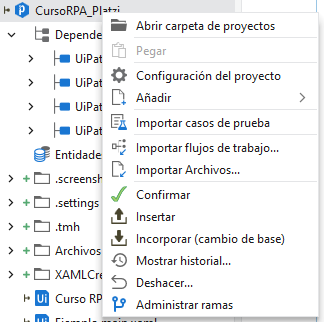 CursoRPA_Platzi
Abrir carpeta de proyectos
Pegar
Configuración del proyecto
Añadir
Importar casos de prueba
Importar flujos de trabajo...
Importar Archivos...
Confirmar
Insertar
Incorporar (cambio de base)
Mostrar historial...
Deshacer...
Administrar ramas
Depende
UiPat
UiPat
UiPat
UiPat
Entidade
.screensh
.settings
.tmh
Archivos
XAMLCre
Curso RP